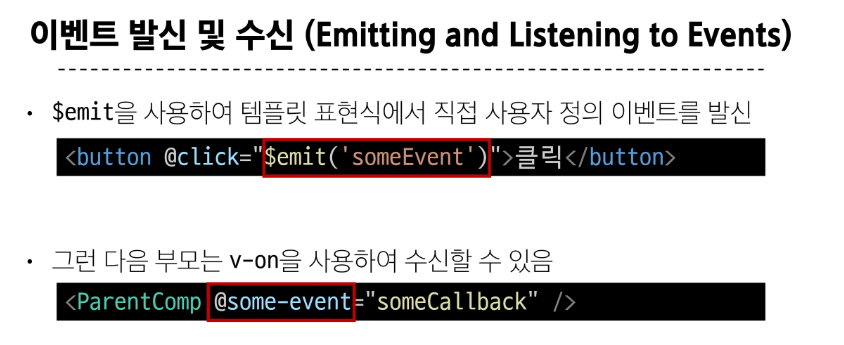 이벤트 발신 및 수신 (Emitting and Listening to Events)
• $emit을 사용하여 템플릿 표현식에서 직접 사용자 정의 이벤트를 발신
<button @click="$emit('someEvent')">클릭</button>
• 그런 다음 부모는 v-on을 사용하여 수신할 수 있음
<ParentComp @some-event="someCallback" />